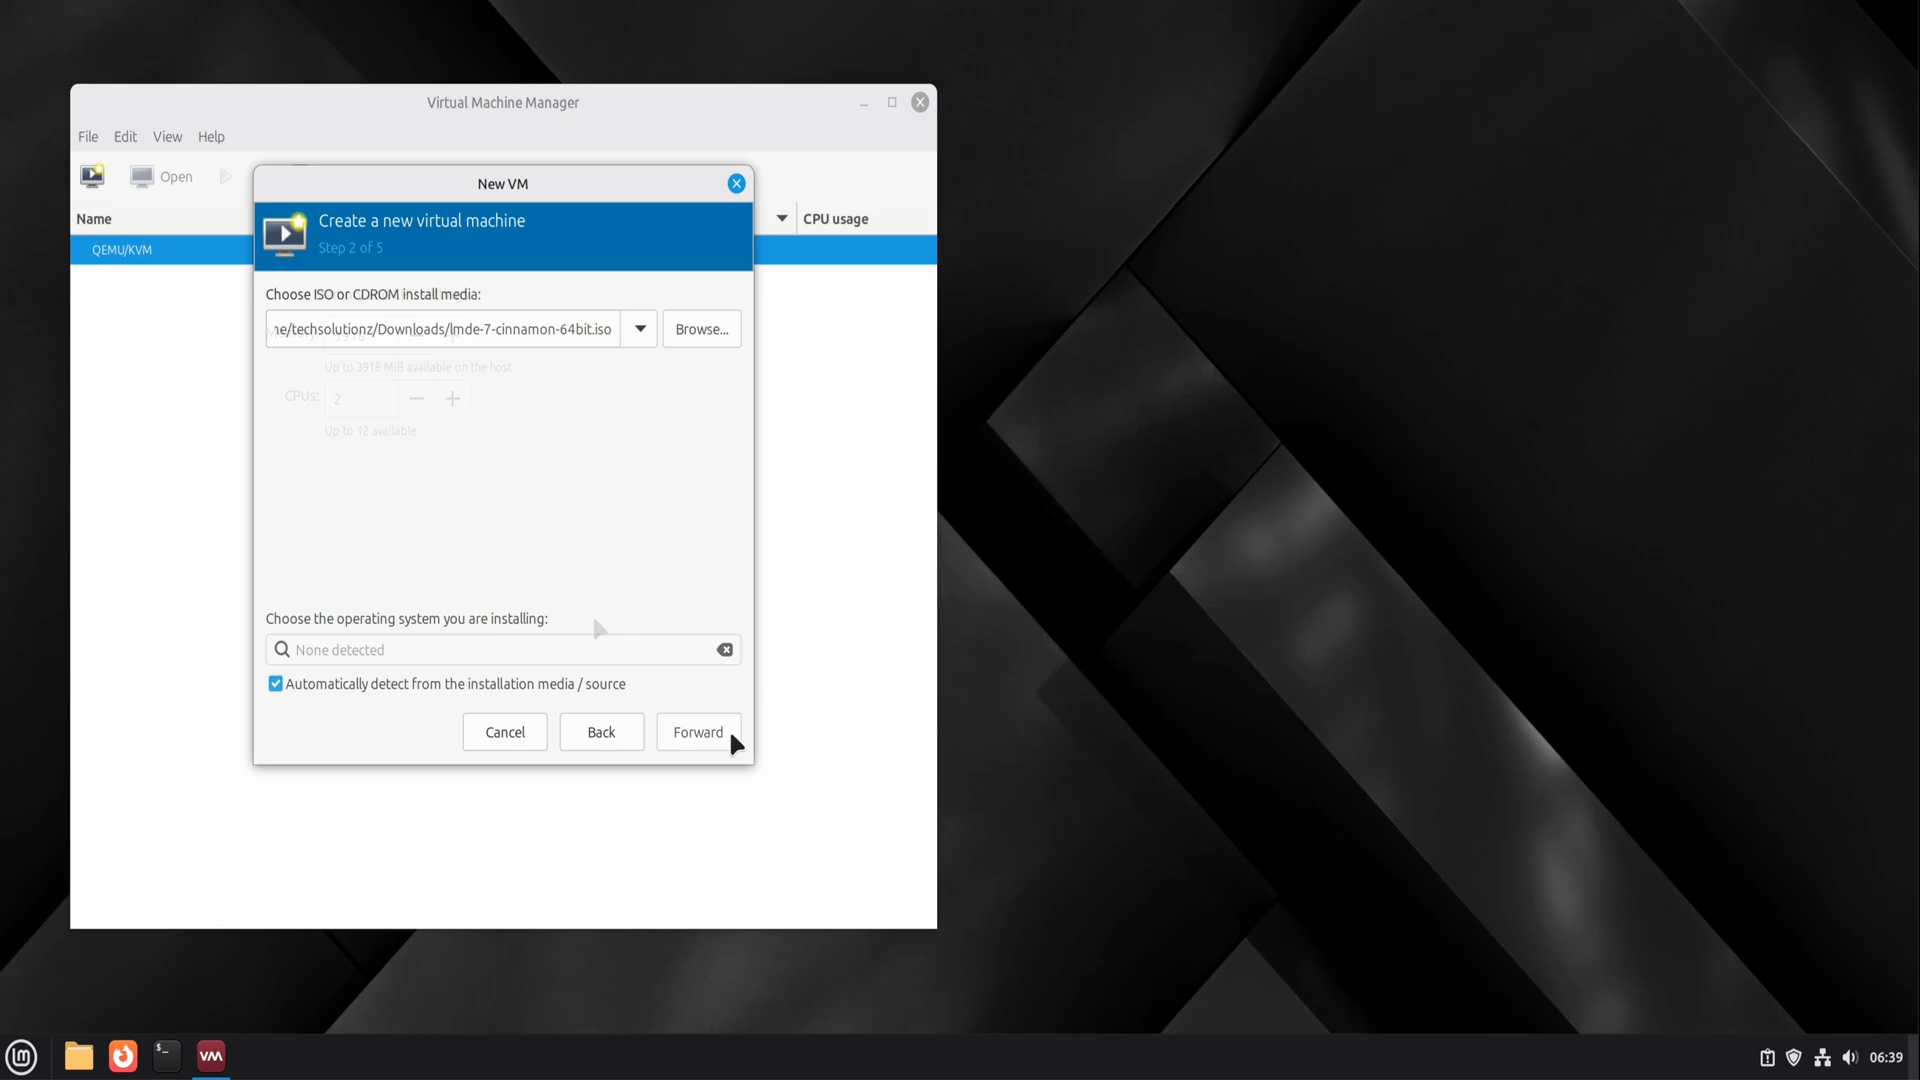 Virtual Machine Manager
File Edit View Help
Open
Name
CPU usage
QEMU/KVM
New VM
Create a new virtual machine
Step 2 of 5
Choose ISO or CDROM install media:
ne/techsolutionz/Downloads/lmde-7-cinnamon-64bit.iso
Browse...
Up to 3918 MiB available on the host
CPUs: 2
Up to 12 available
Choose the operating system you are installing:
None detected
Automatically detect from the installation media / source
Cancel Back Forward
VM
06:39